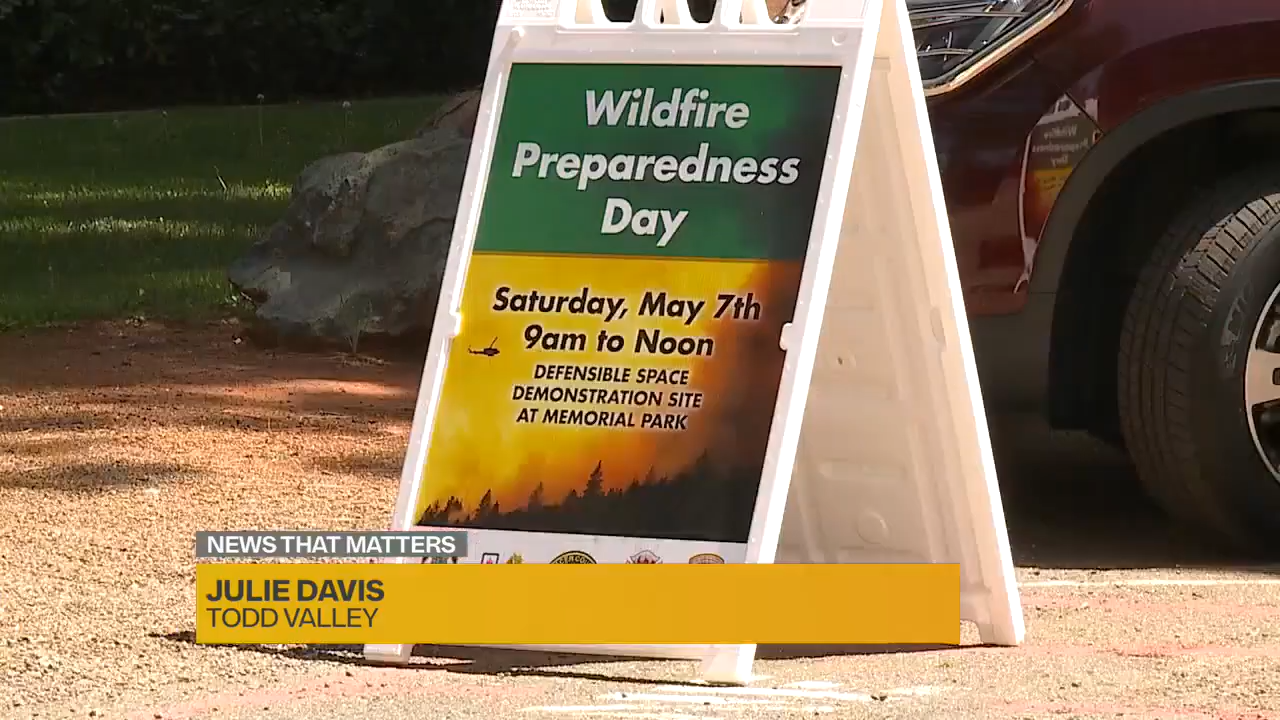 Wildfire
Preparedness
Day
Saturday, May 7th
9am to Noon
DEFENSIBLE SPACE
DEMONSTRATION SITE
AT MEMORIAL PARK
NEWS THAT MATTERS
JULIE DAVIS
TODD VALLEY